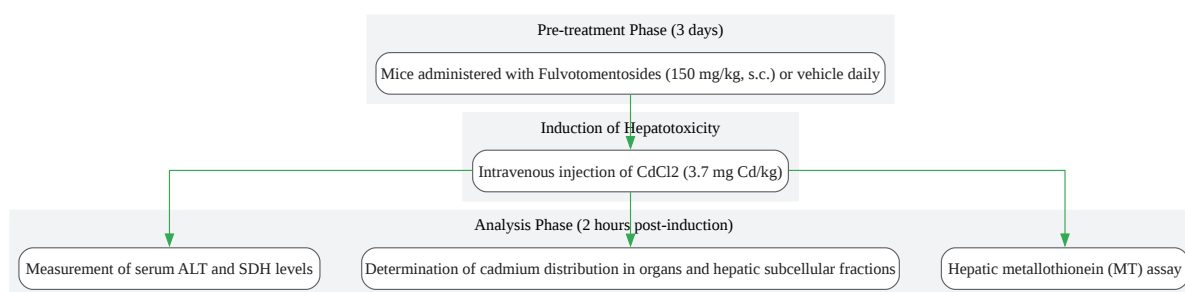 Pre-treatment Phase (3 days)
Mice administered with Fulvotomentosides (150 mg/kg, s.c.) or vehicle daily
Induction of Hepatotoxicity
Intravenous injection of CdCl2 (3.7 mg Cd/kg)
Analysis Phase (2 hours post-induction)
Measurement of serum ALT and SDH levels
Determination of cadmium distribution in organs and hepatic subcellular fractions
Hepatic metallothionein (MT) assay